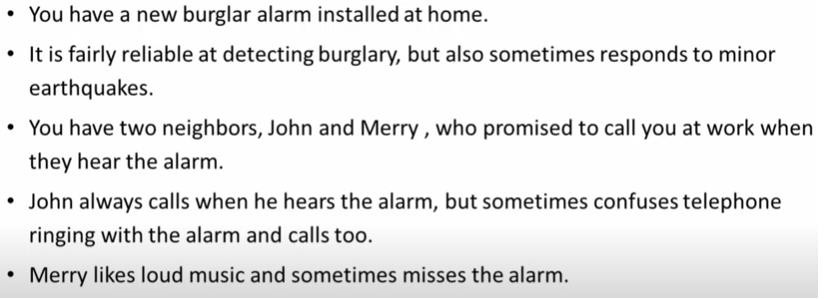 • You have a new burglar alarm installed at home.
• It is fairly reliable at detecting burglary, but also sometimes responds to minor
earthquakes.
• You have two neighbors, John and Merry , who promised to call you at work when
they hear the alarm.
• John always calls when he hears the alarm, but sometimes confuses telephone
ringing with the alarm and calls too.
• Merry likes loud music and sometimes misses the alarm.